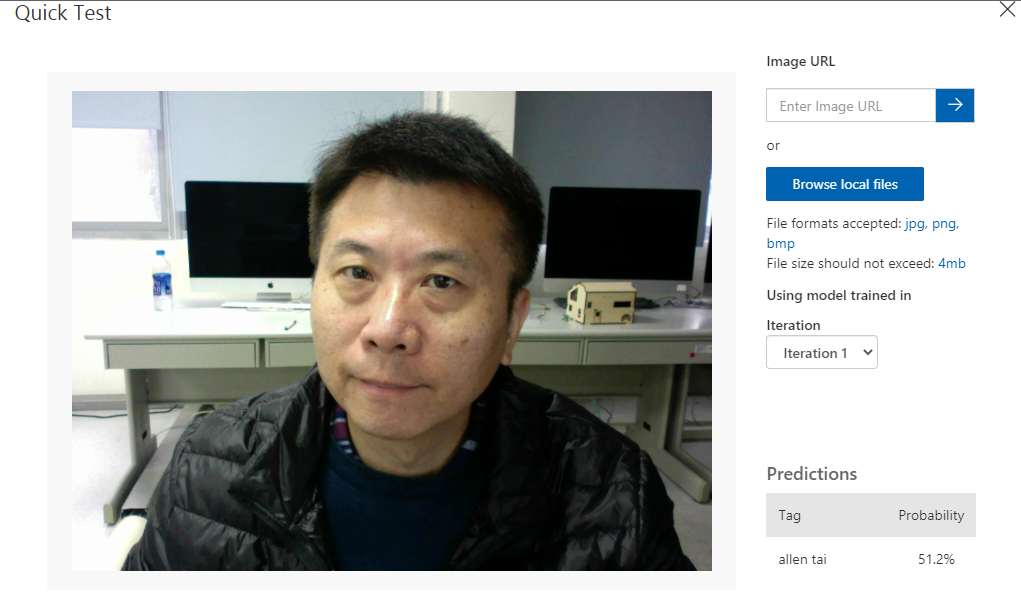 Quick Test
Image URL
Enter Image URL
or
Browse local files
File formats accepted: jpg, png,
bmp
File size should not exceed: 4mb
Using model trained in
Iteration
Iteration 1
Predictions
Tag Probability
allen tai 51.2%